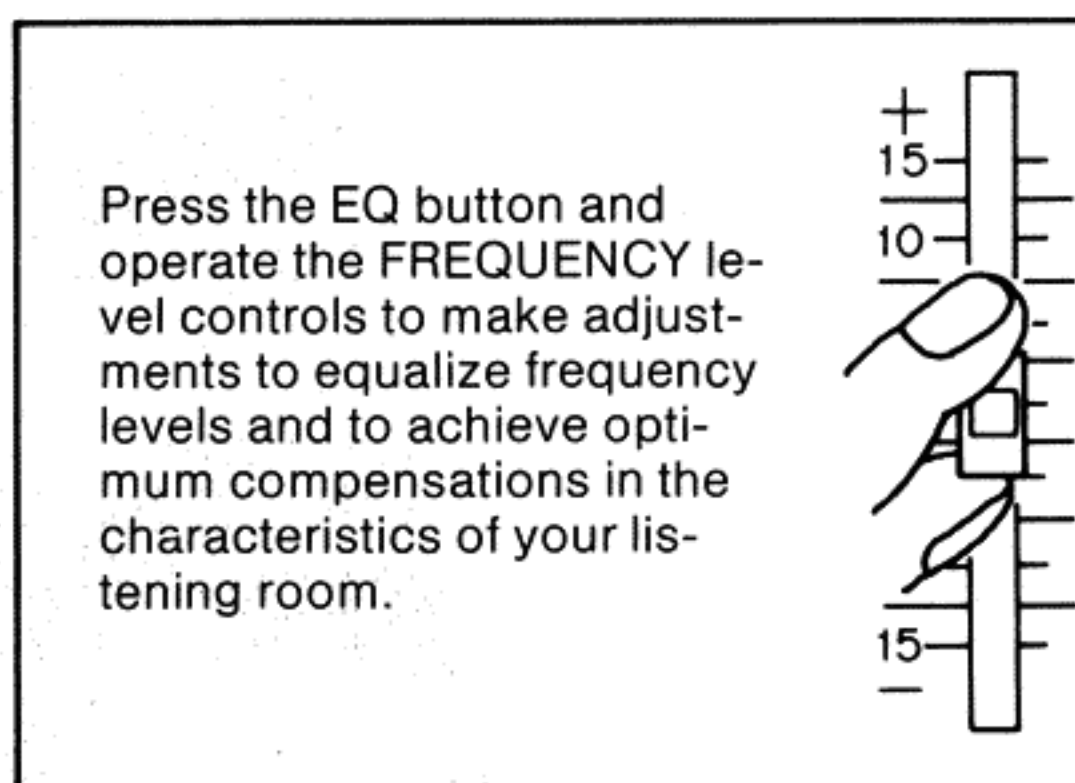 Press the EQ button and
operate the FREQUENCY le-
vel controls to make adjust-
ments to equalize frequency
levels and to achieve opti-
mum compensations in the
characteristics of your lis-
tening room.
+
15
10
15
−